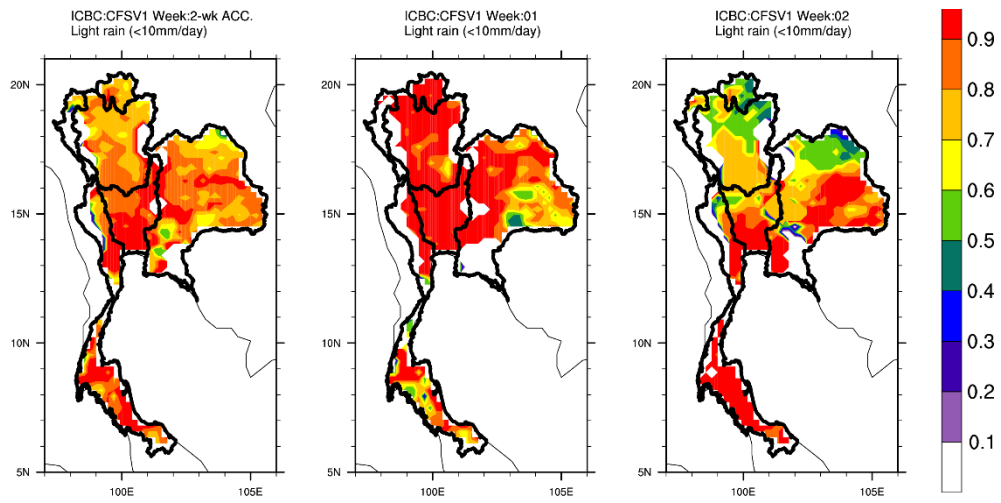 ICBC:CFSV1 Week:2-wk ACC.
Light rain (<10mm/day)
20N
15N
10N
5N
100E
105E
ICBC:CFSV1 Week:01
Light rain (<10mm/day)
20N
15N
10N
5N
100E
105E
ICBC:CFSV1 Week:02
Light rain (<10mm/day)
20N
15N
10N
5N
100E
105E
0.9
0.8
0.7
0.6
0.5
0.4
0.3
0.2
0.1